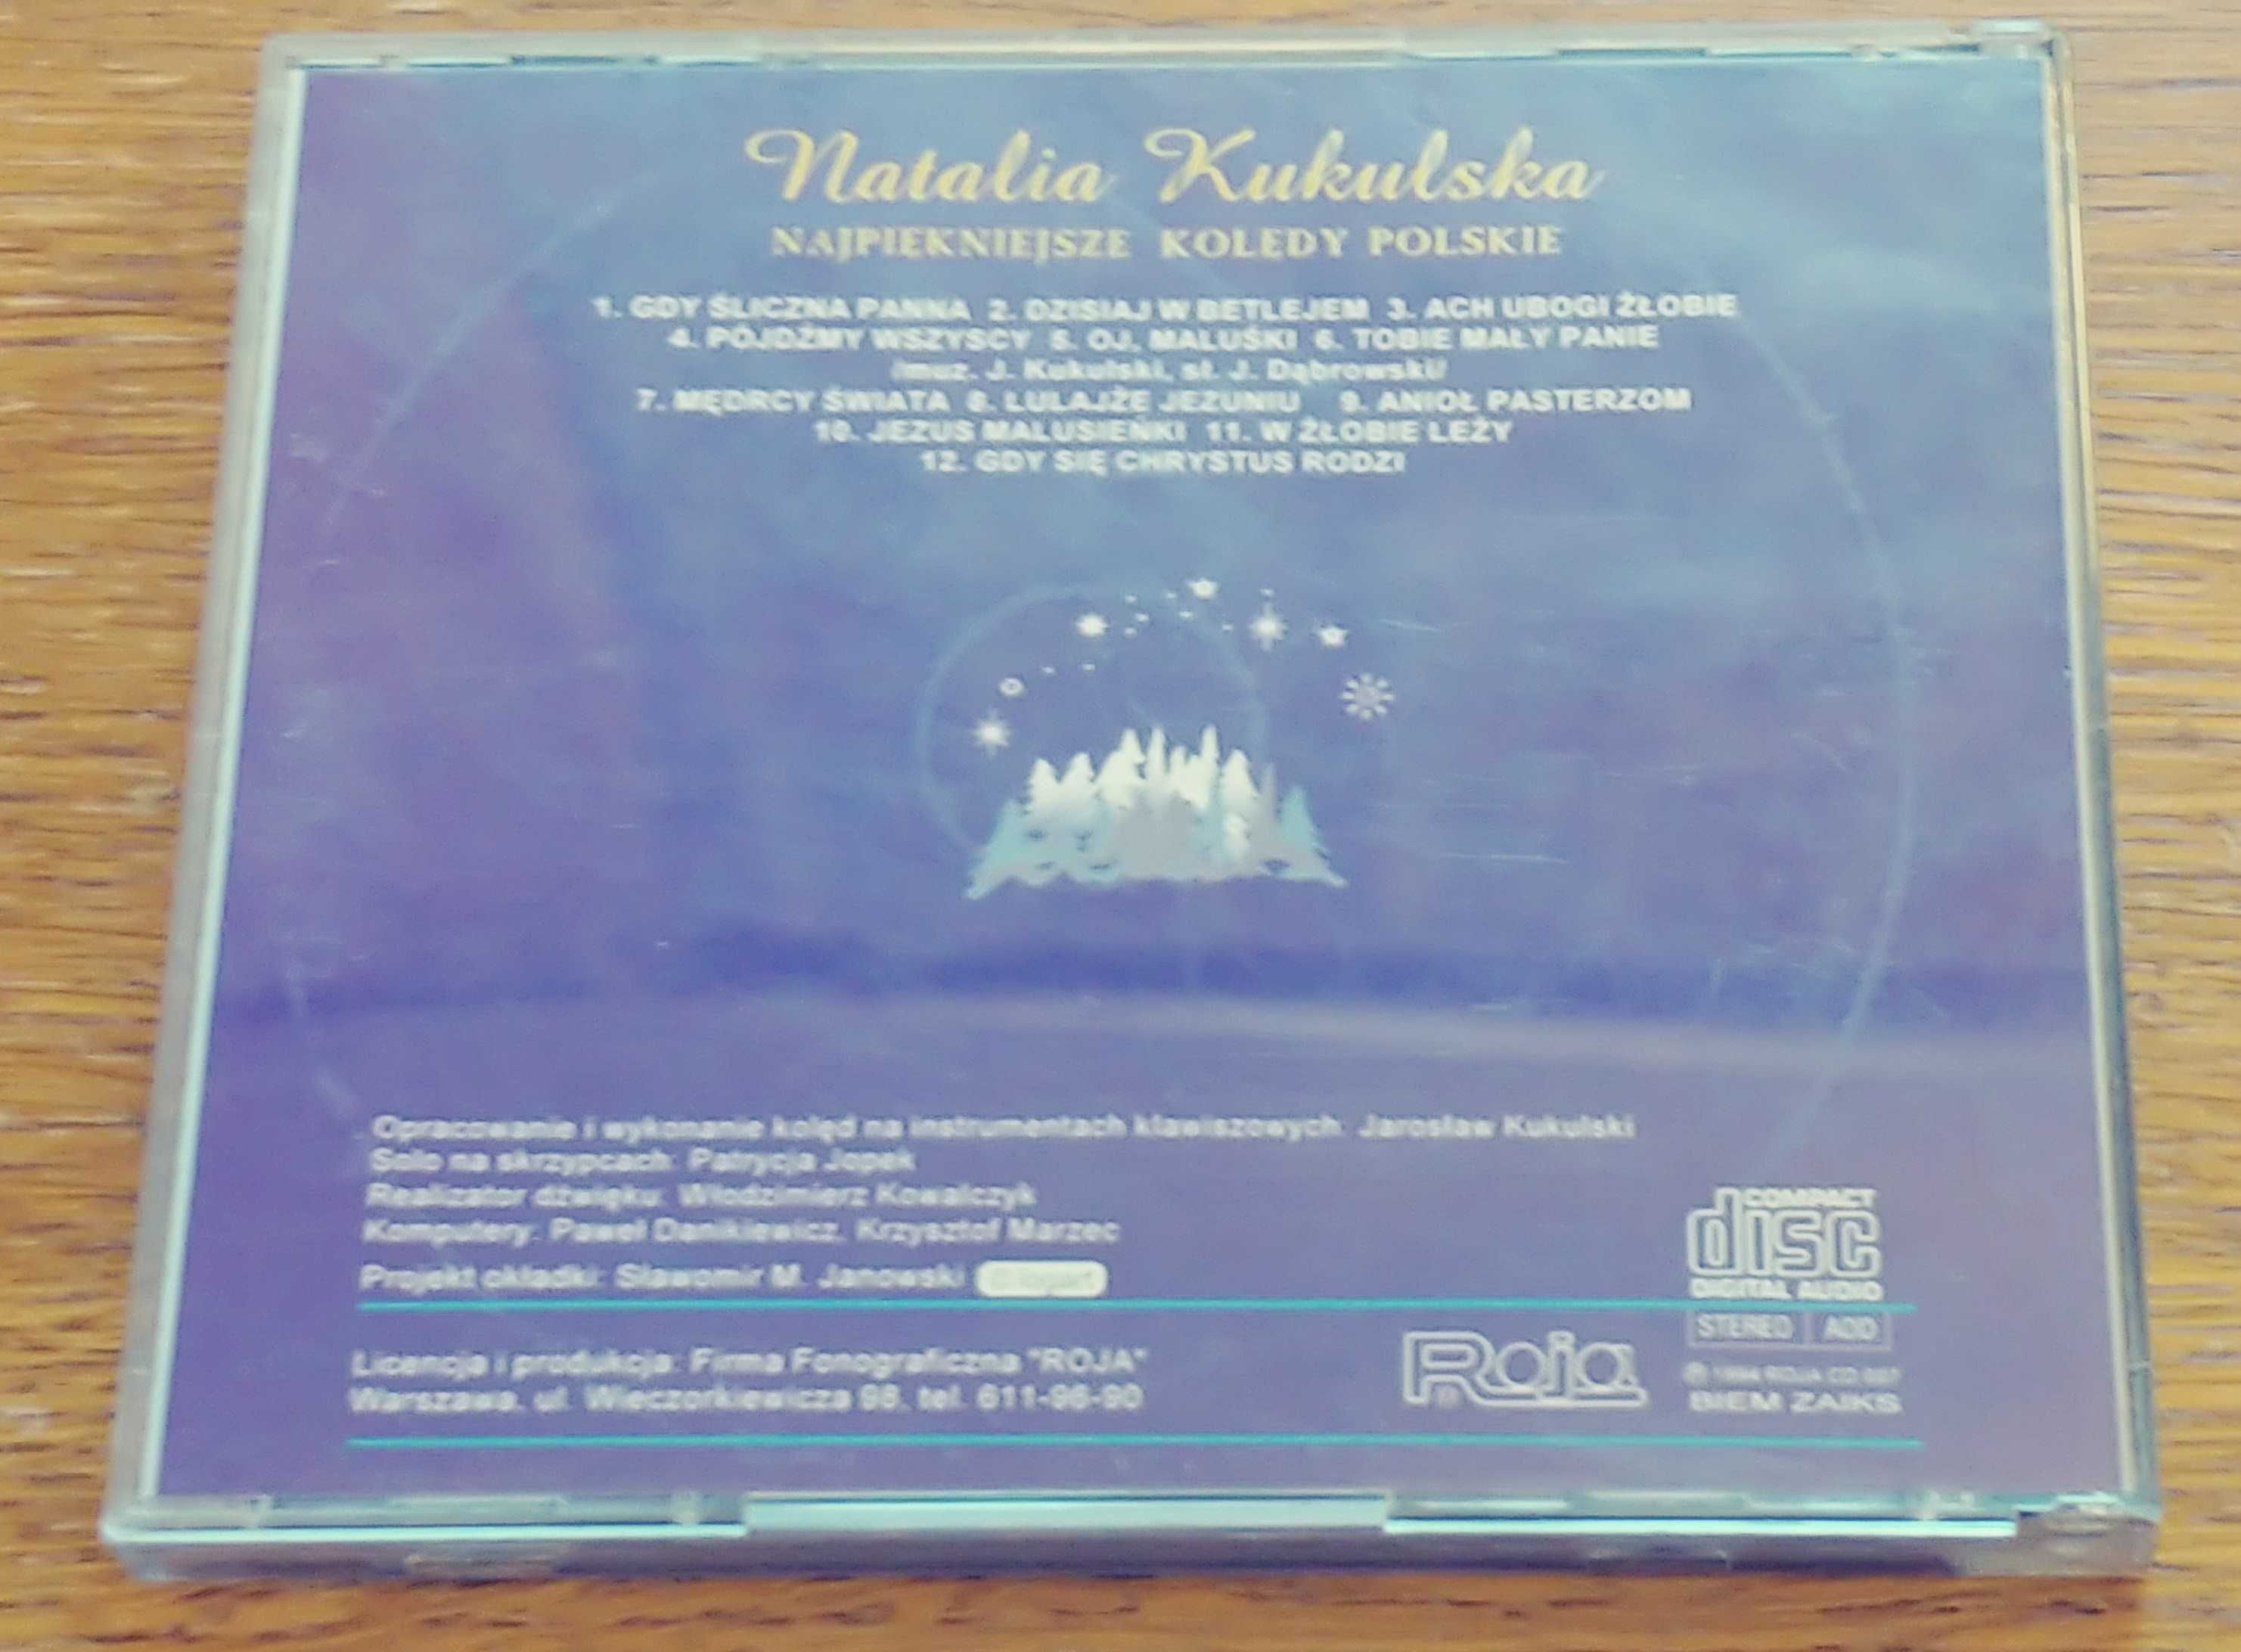 Natalia Kukulska
NAJPIĘKNIEJSZE KOLĘDY POLSKIE
1. GDY ŚLICZNA PANNA 2. DZISIAJ W BETLEJEM 3. ACH UBOGI ŻŁOBIE
4. PÓJDŹMY WSZYSCY 5. OJ, MALUŚKI 6. TOBIE MAŁY PANIE
/muz. J. Kukulski, sł. J. Dąbrowski/
7. MĘDRCY ŚWIATA 8. LULAJŻE JEZUNIU 9. ANIOŁ PASTERZOM
10. JEZUS MALUSIEŃKI 11. W ŻŁOBIE LEŻY
12. GDY SIĘ CHRYSTUS RODZI
Opracowanie i wykonanie kolęd na instrumentach klawiszowych: Jarosław Kukulski
Solo na skrzypcach: Patrycja Jopek
Realizator dźwięku: Włodzimierz Kowalczyk
Komputery: Paweł Danikiewicz, Krzysztof Marzec
Projekt okładki: Sławomir M. Janowski
COMPACT
disc
DIGITAL AUDIO
STEREO ADD
Licencja i produkcja: Firma Fonograficzna "ROJA"
Warszawa, ul. Wieczorkiewicza 98, tel. 611-96-90
Roja
℗ 1994 ROJA CD
BIEM ZAIKS